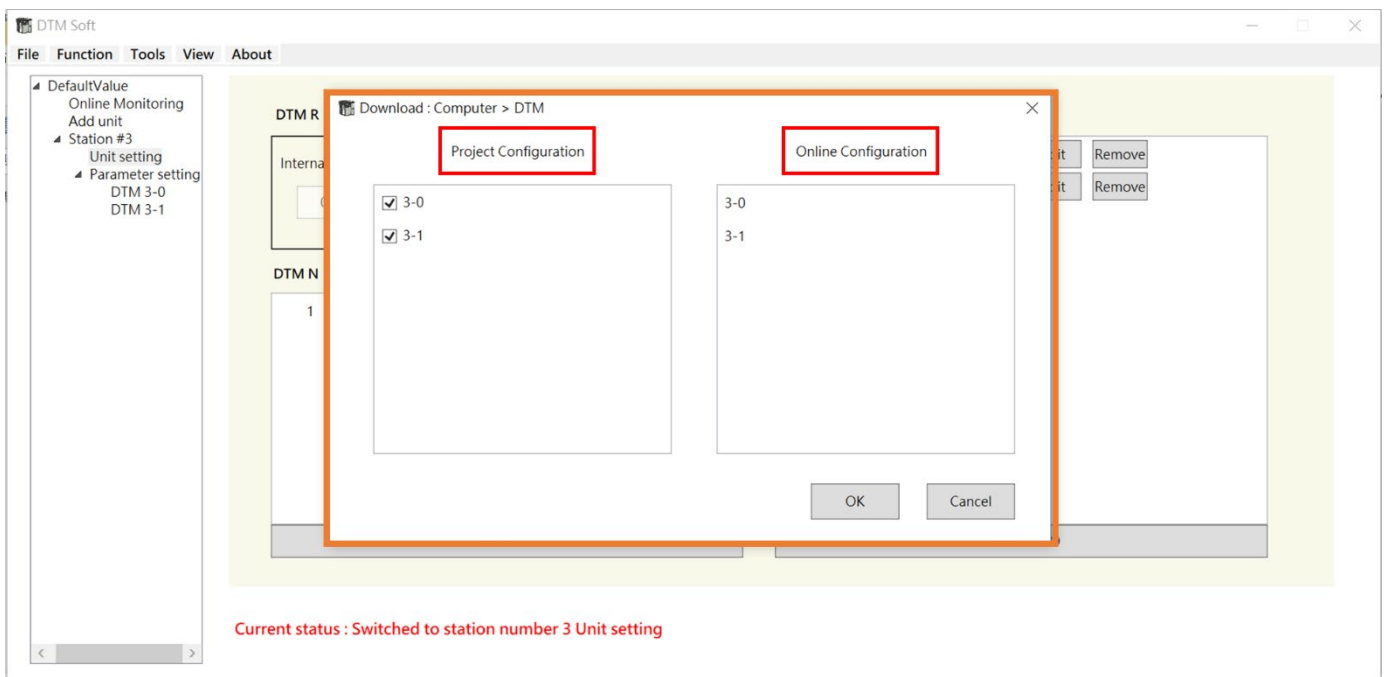 DTM Soft
File Function Tools View About
DefaultValue
Online Monitoring
Add unit
Station #3
Unit setting
Parameter setting
DTM 3-0
DTM 3-1
DTM R
Interna
DTM N
1
Download : Computer > DTM
Project Configuration
Online Configuration
3-0
3-1
3-0
3-1
OK
Cancel
it Remove
it Remove
Current status : Switched to station number 3 Unit setting